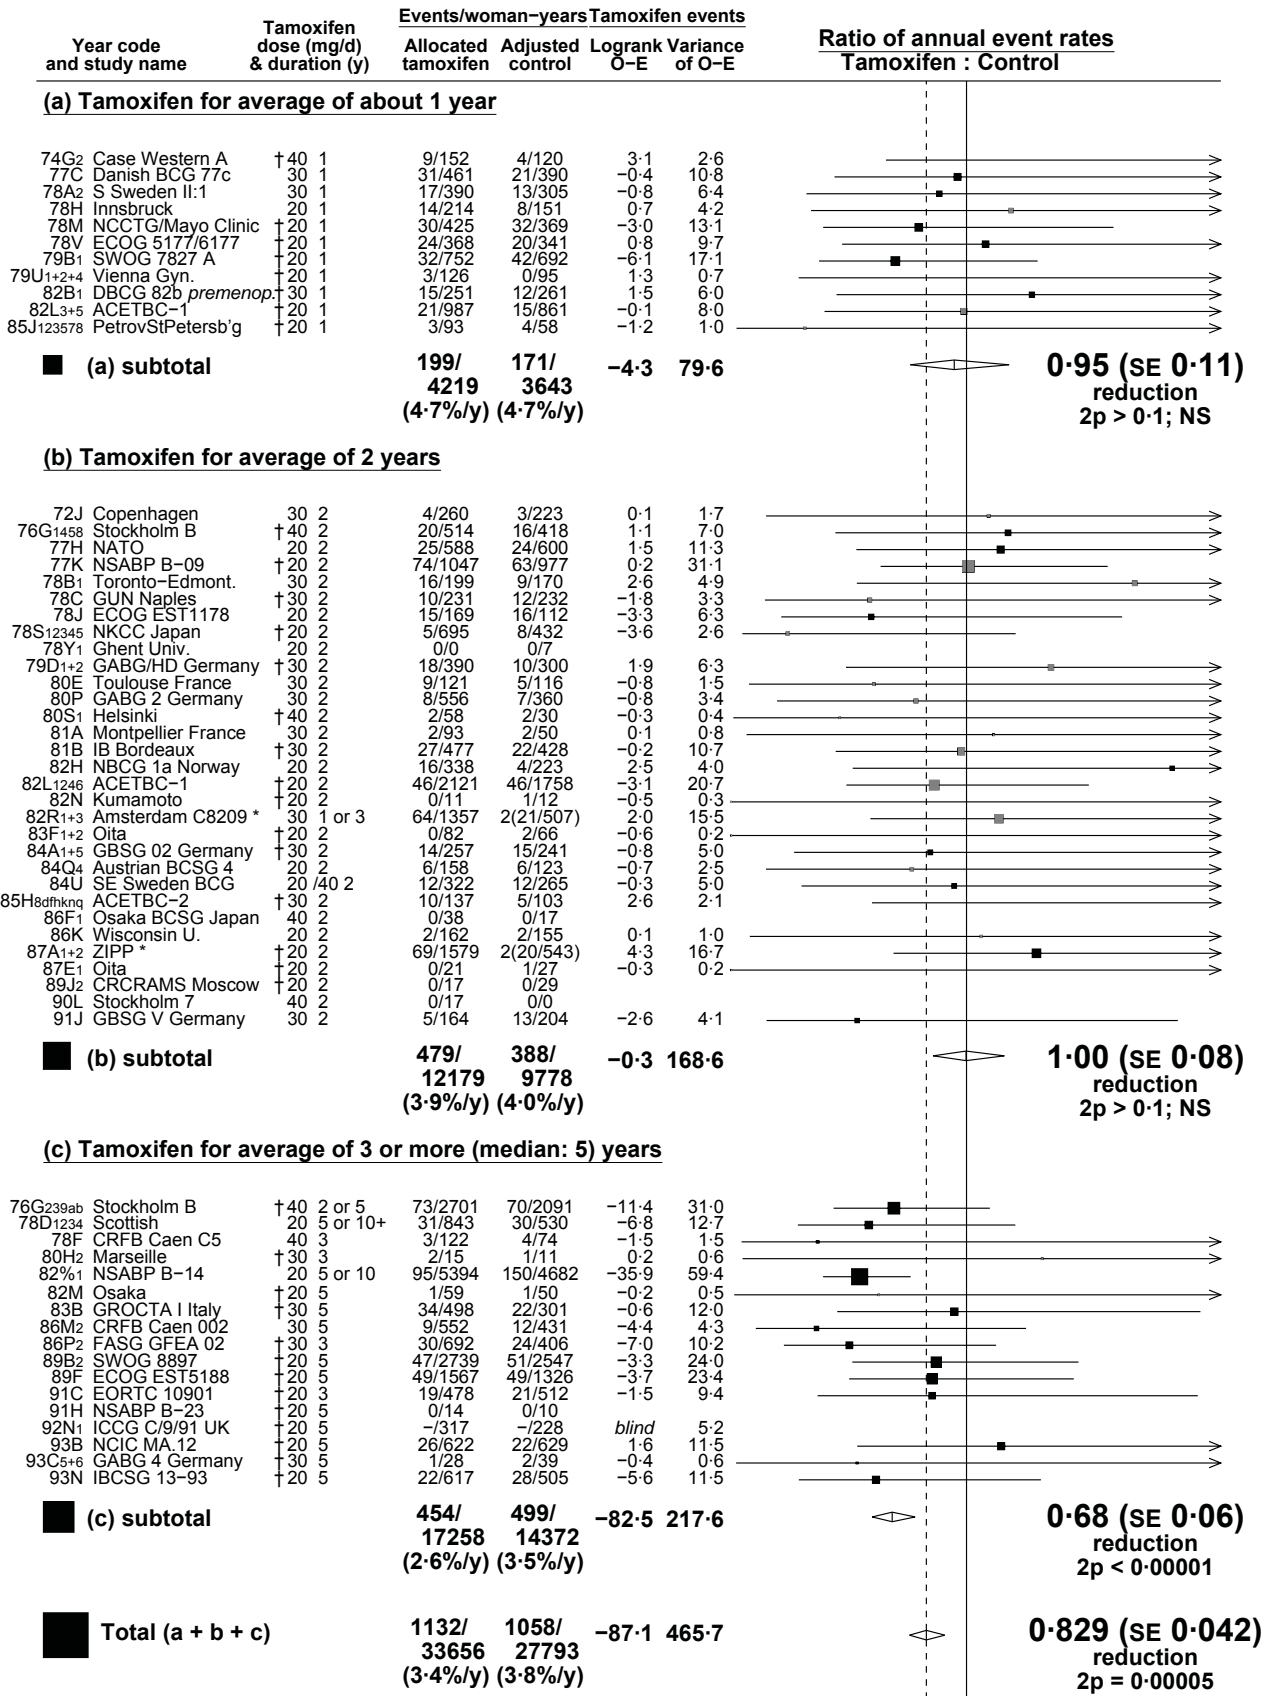 Events/woman−years Tamoxifen events
Year code and study name
Tamoxifen dose (mg/d) & duration (y)
Allocated tamoxifen
Adjusted control
Logrank O−E
Variance of O−E
Ratio of annual event rates
Tamoxifen : Control
(a) Tamoxifen for average of about 1 year
74G2 Case Western A †40 1 9/152 4/120 3·1 2·6
77C Danish BCG 77c 30 1 31/461 21/390 −0·4 10·8
78A2 S Sweden II:1 30 1 17/390 13/305 −0·8 6·4
78H Innsbruck 20 1 14/214 8/151 0·7 4·2
78M NCCTG/Mayo Clinic †20 1 30/425 32/369 −3·0 13·1
78V ECOG 5177/6177 †20 1 24/368 20/341 0·8 9·7
79B1 SWOG 7827 A †20 1 32/752 42/692 −6·1 17·1
79U1+2+4 Vienna Gyn. †20 1 3/126 0/95 1·3 0·7
82B1 DBCG 82b premenop. †30 1 15/251 12/261 1·5 6·0
82L3+5 ACETBC−1 †20 1 21/987 15/861 −0·1 8·0
85J123578 PetrovStPetersb'g †20 1 3/93 4/58 −1·2 1·0
(a) subtotal 199/4219 (4·7%/y) 171/3643 (4·7%/y) −4·3 79·6 0·95 (SE 0·11)
reduction
2p > 0·1; NS
(b) Tamoxifen for average of 2 years
72J Copenhagen 30 2 4/260 3/223 0·1 1·7
76G1458 Stockholm B †40 2 20/514 16/418 1·1 7·0
77H NATO 20 2 25/588 24/600 1·5 11·3
77K NSABP B−09 †20 2 74/1047 63/977 0·2 31·1
78B1 Toronto−Edmont. 30 2 16/199 9/170 2·6 4·9
78C GUN Naples †30 2 10/231 12/232 −1·8 3·3
78J ECOG EST1178 20 2 15/169 16/112 −3·3 6·3
78S12345 NKCC Japan †20 2 5/695 8/432 −3·6 2·6
78Y1 Ghent Univ. 20 2 0/0 0/7
79D1+2 GABG/HD Germany †30 2 18/390 10/300 1·9 6·3
80E Toulouse France 30 2 9/121 5/116 −0·8 1·5
80P GABG 2 Germany 30 2 8/556 7/360 −0·8 3·4
80S1 Helsinki †40 2 2/58 2/30 −0·3 0·4
81A Montpellier France 30 2 2/93 2/50 0·1 0·8
81B IB Bordeaux †30 2 27/477 22/428 −0·2 10·7
82H NBCG 1a Norway 20 2 16/338 4/223 2·5 4·0
82L1246 ACETBC−1 †20 2 46/2121 46/1758 −3·1 20·7
82N Kumamoto †20 2 0/11 1/12 −0·5 0·3
82R1+3 Amsterdam C8209 * 30 1 or 3 64/1357 2(21/507) 2·0 15·5
83F1+2 Oita †20 2 0/82 2/66 −0·6 0·2
84A1+5 GBSG 02 Germany †30 2 14/257 15/241 −0·8 5·0
84Q4 Austrian BCSG 4 20 2 6/158 6/123 −0·7 2·5
84U SE Sweden BCG 20 /40 2 12/322 12/265 −0·3 5·0
85H8dfhknq ACETBC−2 †30 2 10/137 5/103 2·6 2·1
86F1 Osaka BCSG Japan 40 2 0/38 0/17
86K Wisconsin U. 20 2 2/162 2/155 0·1 1·0
87A1+2 ZIPP * †20 2 69/1579 2(20/543) 4·3 16·7
87E1 Oita †20 2 0/21 1/27 −0·3 0·2
89J2 CRCRAMS Moscow †20 2 0/17 0/29
90L Stockholm 7 40 2 0/17 0/0
91J GBSG V Germany 30 2 5/164 13/204 −2·6 4·1
(b) subtotal 479/12179 (3·9%/y) 388/9778 (4·0%/y) −0·3 168·6 1·00 (SE 0·08)
reduction
2p > 0·1; NS
(c) Tamoxifen for average of 3 or more (median: 5) years
76G239ab Stockholm B †40 2 or 5 73/2701 70/2091 −11·4 31·0
78D1234 Scottish 20 5 or 10+ 31/843 30/530 −6·8 12·7
78F CRFB Caen C5 40 3 3/122 4/74 −1·5 1·5
80H2 Marseille †30 3 2/15 1/11 0·2 0·6
82%1 NSABP B−14 20 5 or 10 95/5394 150/4682 −35·9 59·4
82M Osaka †20 5 1/59 1/50 −0·2 0·5
83B GROCTA I Italy †30 5 34/498 22/301 −0·6 12·0
86M2 CRFB Caen 002 30 5 9/552 12/431 −4·4 4·3
86P2 FASG GFEA 02 †30 3 30/692 24/406 −7·0 10·2
89B2 SWOG 8897 †20 5 47/2739 51/2547 −3·3 24·0
89F ECOG EST5188 †20 5 49/1567 49/1326 −3·7 23·4
91C EORTC 10901 †20 3 19/478 21/512 −1·5 9·4
91H NSABP B−23 †20 5 0/14 0/10
92N1 ICCG C/9/91 UK †20 5 −/317 −/228 blind 5·2
93B NCIC MA.12 †20 5 26/622 22/629 1·6 11·5
93C5+6 GABG 4 Germany †30 5 1/28 2/39 −0·4 0·6
93N IBCSG 13−93 †20 5 22/617 28/505 −5·6 11·5
(c) subtotal 454/17258 (2·6%/y) 499/14372 (3·5%/y) −82·5 217·6 0·68 (SE 0·06)
reduction
2p < 0·00001
Total (a + b + c) 1132/33656 (3·4%/y) 1058/27793 (3·8%/y) −87·1 465·7 0·829 (SE 0·042)
reduction
2p = 0·00005